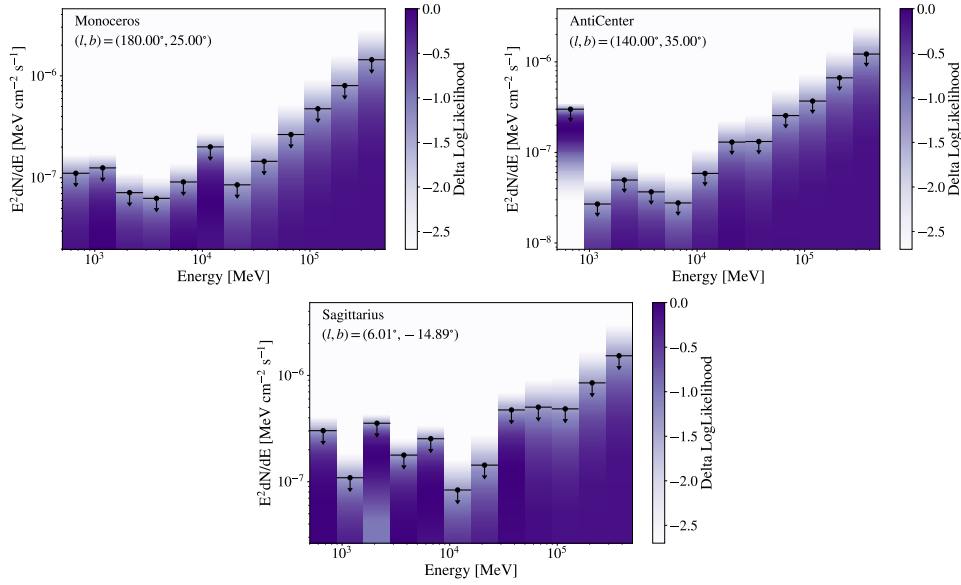 Monoceros
(l, b) = (180.00°, 25.00°)
10⁻⁶
10⁻⁷
E²dN/dE [MeV cm⁻² s⁻¹]
10³
10⁴
10⁵
Energy [MeV]
0.0
−0.5
−1.0
−1.5
−2.0
−2.5
Delta LogLikelihood
AntiCenter
(l, b) = (140.00°, 35.00°)
10⁻⁶
10⁻⁷
10⁻⁸
E²dN/dE [MeV cm⁻² s⁻¹]
10³
10⁴
10⁵
Energy [MeV]
0.0
−0.5
−1.0
−1.5
−2.0
−2.5
Delta LogLikelihood
Sagittarius
(l, b) = (6.01°, −14.89°)
10⁻⁶
10⁻⁷
E²dN/dE [MeV cm⁻² s⁻¹]
10³
10⁴
10⁵
Energy [MeV]
0.0
−0.5
−1.0
−1.5
−2.0
−2.5
Delta LogLikelihood